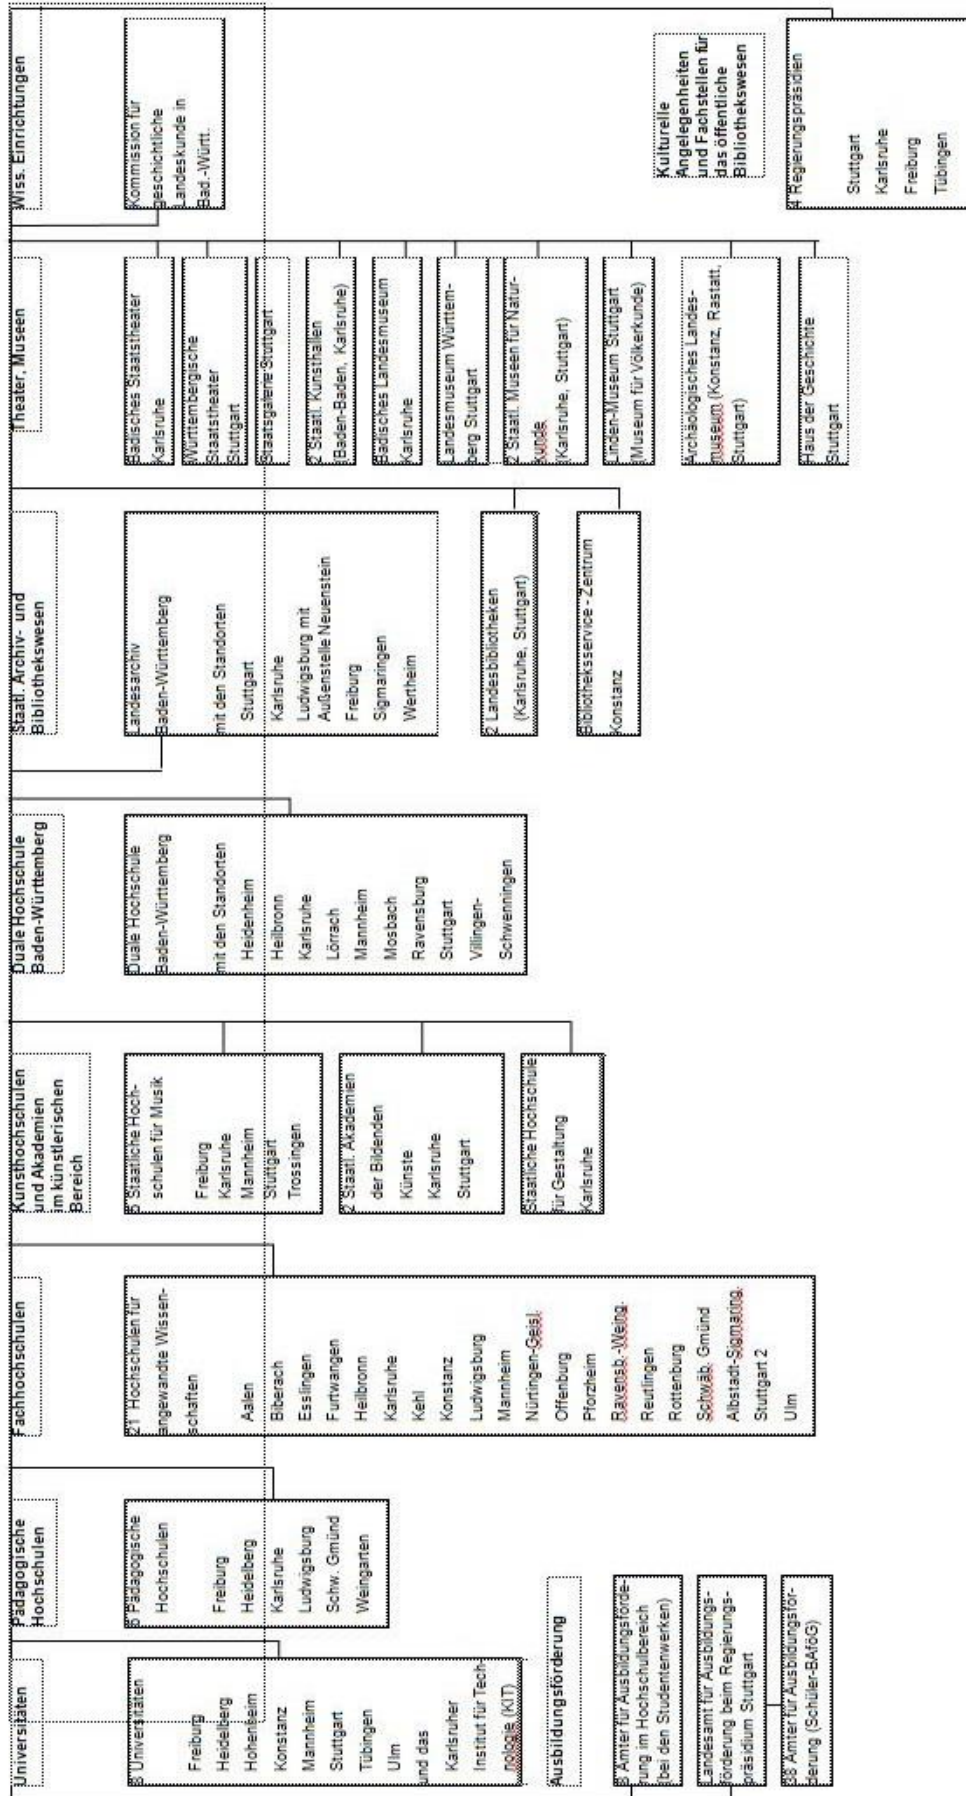 Universitäten
8 Universitäten
Freiburg
Heidelberg
Hohenheim
Konstanz
Mannheim
Stuttgart
Tübingen
Ulm
und das
Karlsruher
Institut für Tech-
nologie (KIT)
Ausbildungsförderung
8 Ämter für Ausbildungsförde-
rung im Hochschulbereich
(bei den Studentenwerken)
Landesamt für Ausbildungs-
förderung beim Regierungs-
präsidium Stuttgart
38 Ämter für Ausbildungsför-
derung (Schüler-BAföG)
Pädagogische
Hochschulen
6 Pädagogische
Hochschulen
Freiburg
Heidelberg
Karlsruhe
Ludwigsburg
Schw. Gmünd
Weingarten
Fachhochschulen
21 Hochschulen für
angewandte Wissen-
schaften
Aalen
Biberach
Esslingen
Furtwangen
Heilbronn
Karlsruhe
Kehl
Konstanz
Ludwigsburg
Mannheim
Nürtingen-Geisl.
Offenburg
Pforzheim
Ravensb.-Weing.
Reutlingen
Rottenburg
Schwäb. Gmünd
Albstadt-Sigmaring.
Stuttgart 2
Ulm
Kunsthochschulen
und Akademien
im künstlerischen
Bereich
5 Staatliche Hoch-
schulen für Musik
Freiburg
Karlsruhe
Mannheim
Stuttgart
Trossingen
2 Staatl. Akademien
der Bildenden
Künste
Karlsruhe
Stuttgart
Staatliche Hochschule
für Gestaltung
Karlsruhe
Duale Hochschule
Baden-Württemberg
Duale Hochschule
Baden-Württemberg
mit den Standorten
Heidenheim
Heilbronn
Karlsruhe
Lörrach
Mannheim
Mosbach
Ravensburg
Stuttgart
Villingen-
Schwenningen
Staatl. Archiv- und
Bibliothekswesen
Landesarchiv
Baden-Württemberg
mit den Standorten
Stuttgart
Karlsruhe
Ludwigsburg mit
Außenstelle Neuenstein
Freiburg
Sigmaringen
Wertheim
2 Landesbibliotheken
(Karlsruhe, Stuttgart)
Bibliotheksservice-Zentrum
Konstanz
Theater, Museen
Badisches Staatstheater
Karlsruhe
Württembergische
Staatstheater
Stuttgart
Staatsgalerie Stuttgart
2 Staatl. Kunsthallen
(Baden-Baden, Karlsruhe)
Badisches Landesmuseum
Karlsruhe
Landesmuseum Württem-
berg Stuttgart
2 Staatl. Museen für Natur-
kunde
(Karlsruhe, Stuttgart)
Linden-Museum Stuttgart
(Museum für Völkerkunde)
Archäologisches Landes-
museum (Konstanz, Rastatt,
Stuttgart)
Haus der Geschichte
Stuttgart
Wiss. Einrichtungen
Kommission für
geschichtliche
Landeskunde in
Bad.-Württ.
Kulturelle
Angelegenheiten
und Fachstellen für
das öffentliche
Bibliothekswesen
4 Regierungspräsidien
Stuttgart
Karlsruhe
Freiburg
Tübingen